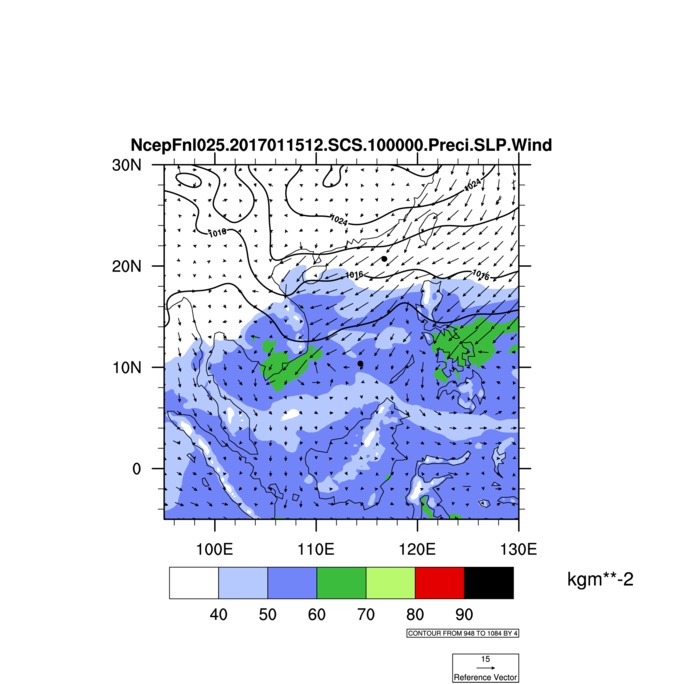 NcepFnl025.2017011512.SCS.100000.Preci.SLP.Wind
30N
1024
1024
1016
20N
1016
1016
10N
0
100E 110E 120E 130E
kgm**-2
40 50 60 70 80 90
CONTOUR FROM 948 TO 1084 BY 4
15
Reference Vector